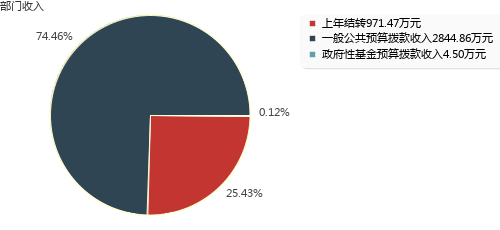 部门收入
上年结转971.47万元
一般公共预算拨款收入2844.86万元
政府性基金预算拨款收入4.50万元
74.46%
0.12%
25.43%